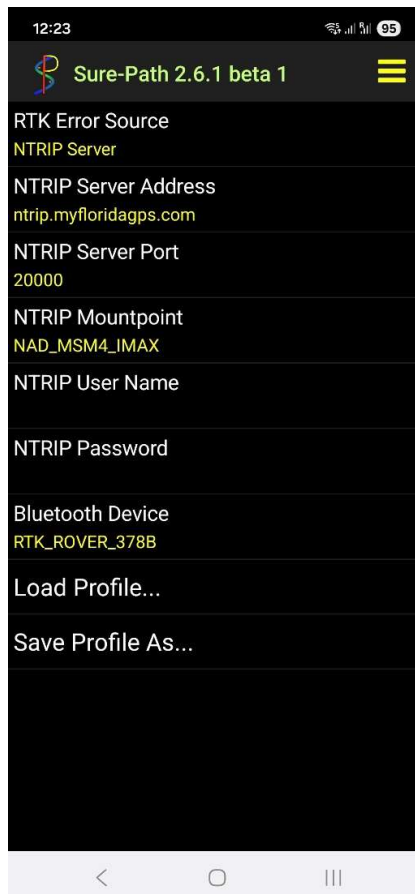 12:23
95
Sure-Path 2.6.1 beta 1
RTK Error Source
NTRIP Server
NTRIP Server Address
ntrip.myfloridagps.com
NTRIP Server Port
20000
NTRIP Mountpoint
NAD_MSM4_IMAX
NTRIP User Name
NTRIP Password
Bluetooth Device
RTK_ROVER_378B
Load Profile...
Save Profile As...